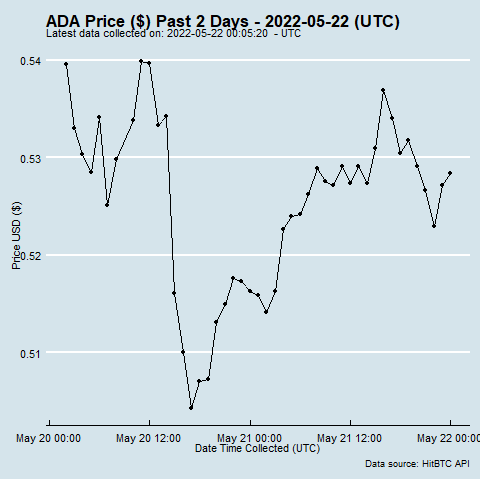 ADA Price ($) Past 2 Days - 2022-05-22 (UTC)
Latest data collected on: 2022-05-22 00:05:20  - UTC
0.54
0.53
0.52
0.51
Price USD ($)
May 20 00:00 May 20 12:00 May 21 00:00 May 21 12:00 May 22 00:00
Date Time Collected (UTC)
Data source: HitBTC API